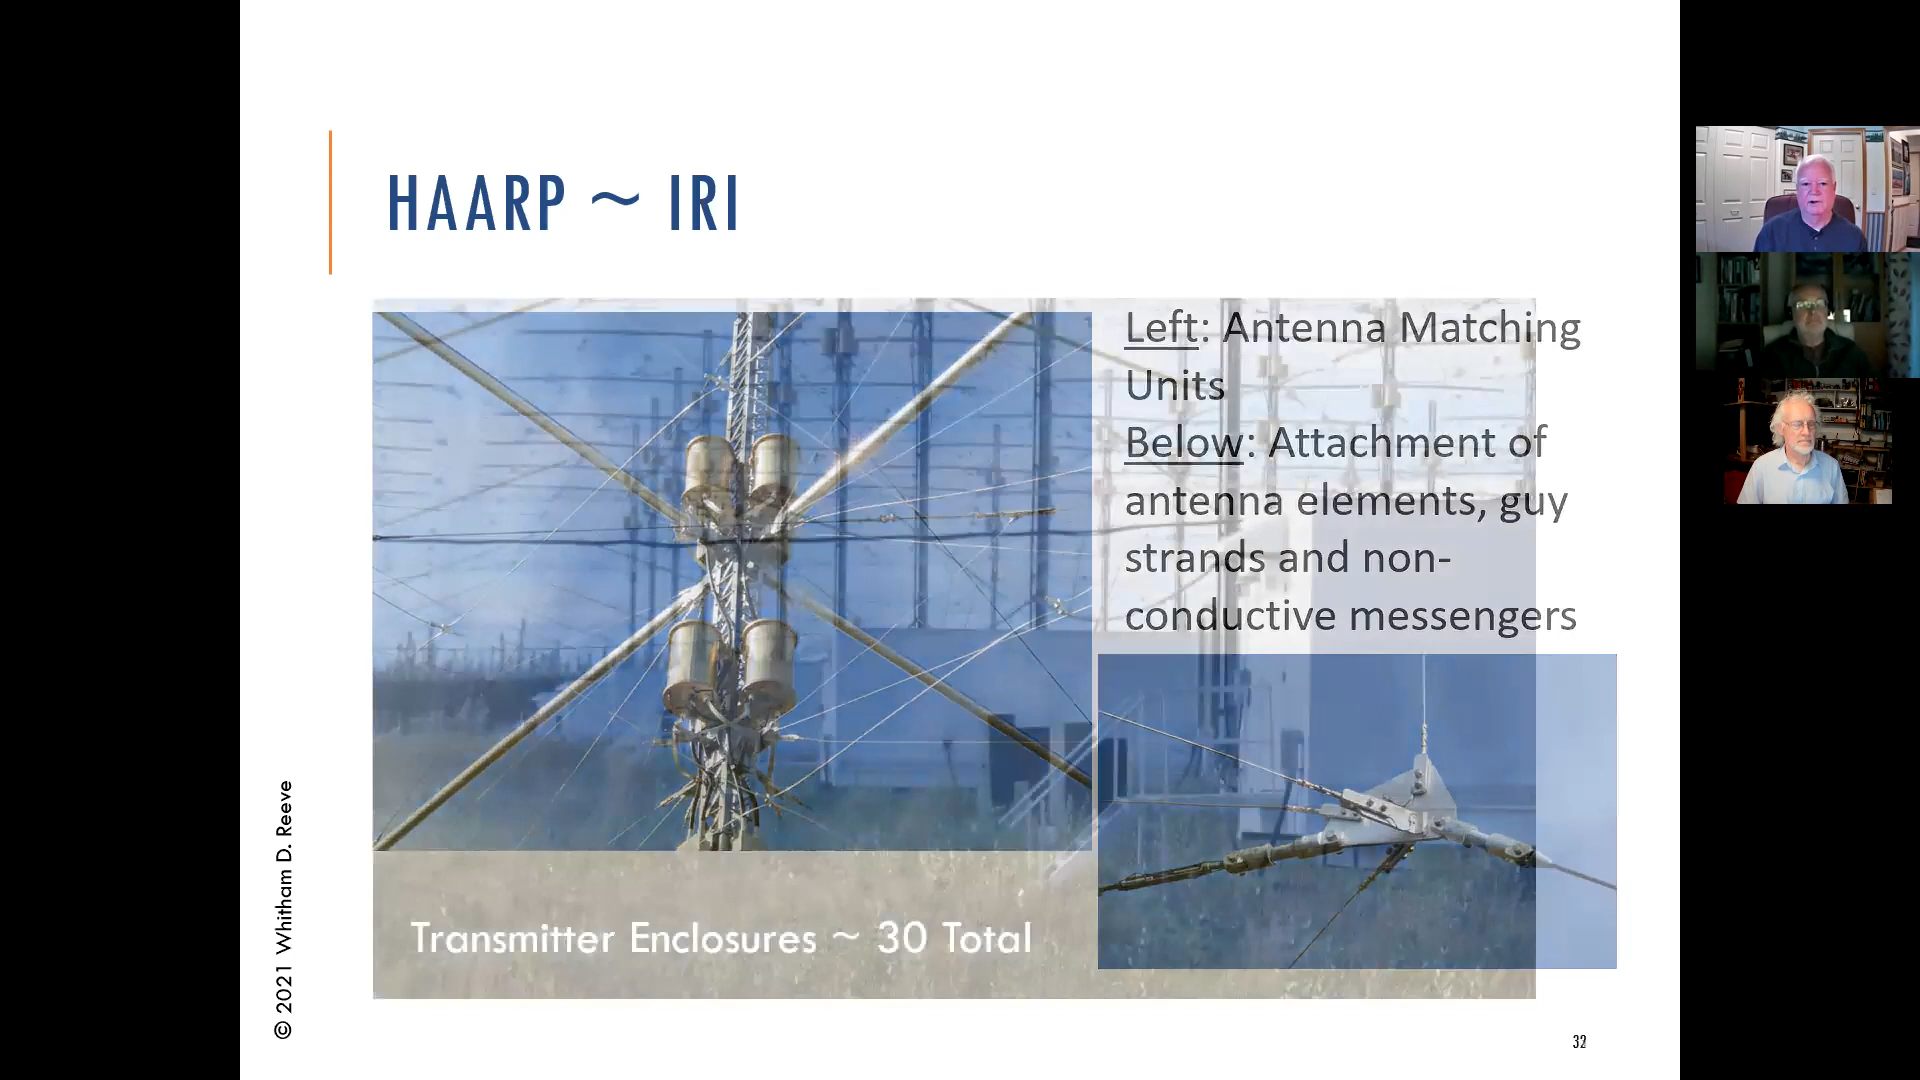 HAARP ~ IRI
Left: Antenna Matching
Units
Below: Attachment of
antenna elements, guy
strands and non-
conductive messengers
Transmitter Enclosures ~ 30 Total
© 2021 Whitham D. Reeve